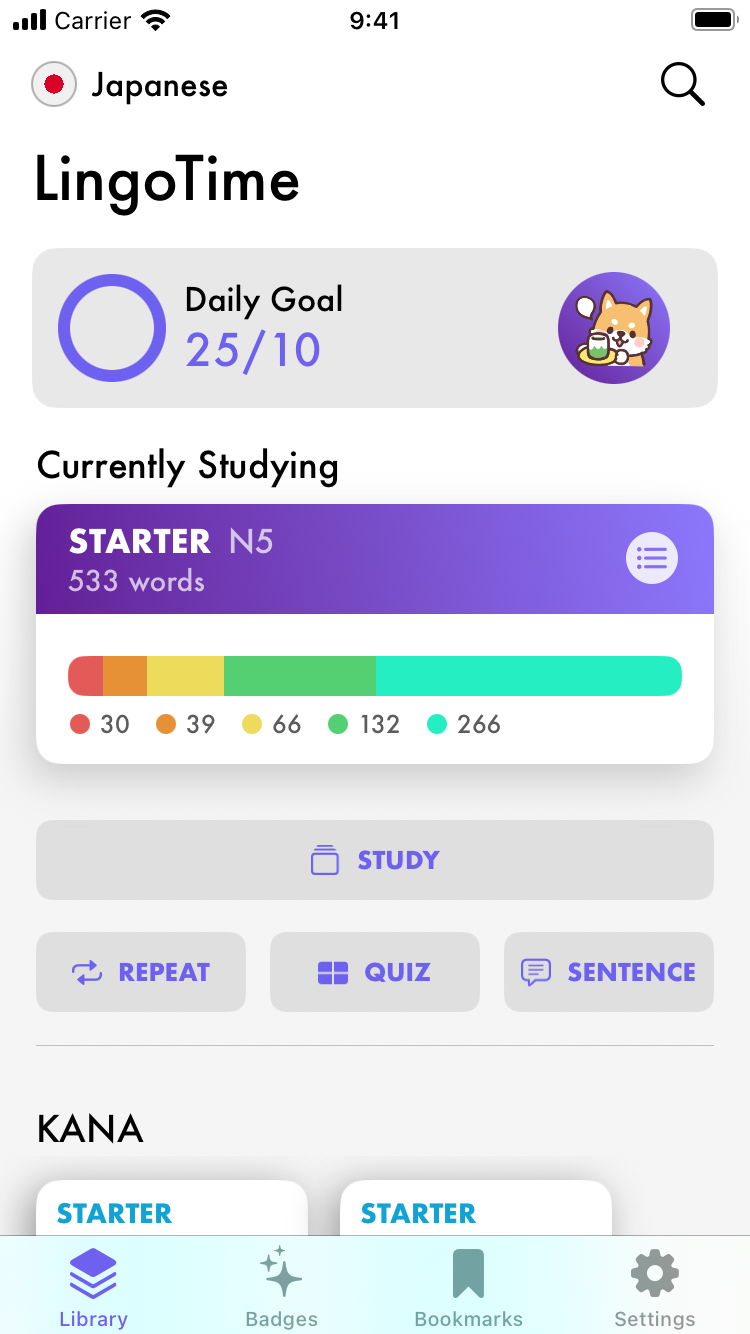 Carrier 9:41
Japanese
LingoTime
Daily Goal
25/10
Currently Studying
STARTER N5
533 words
30 39 66 132 266
STUDY
REPEAT QUIZ SENTENCE
KANA
STARTER STARTER
Library Badges Bookmarks Settings